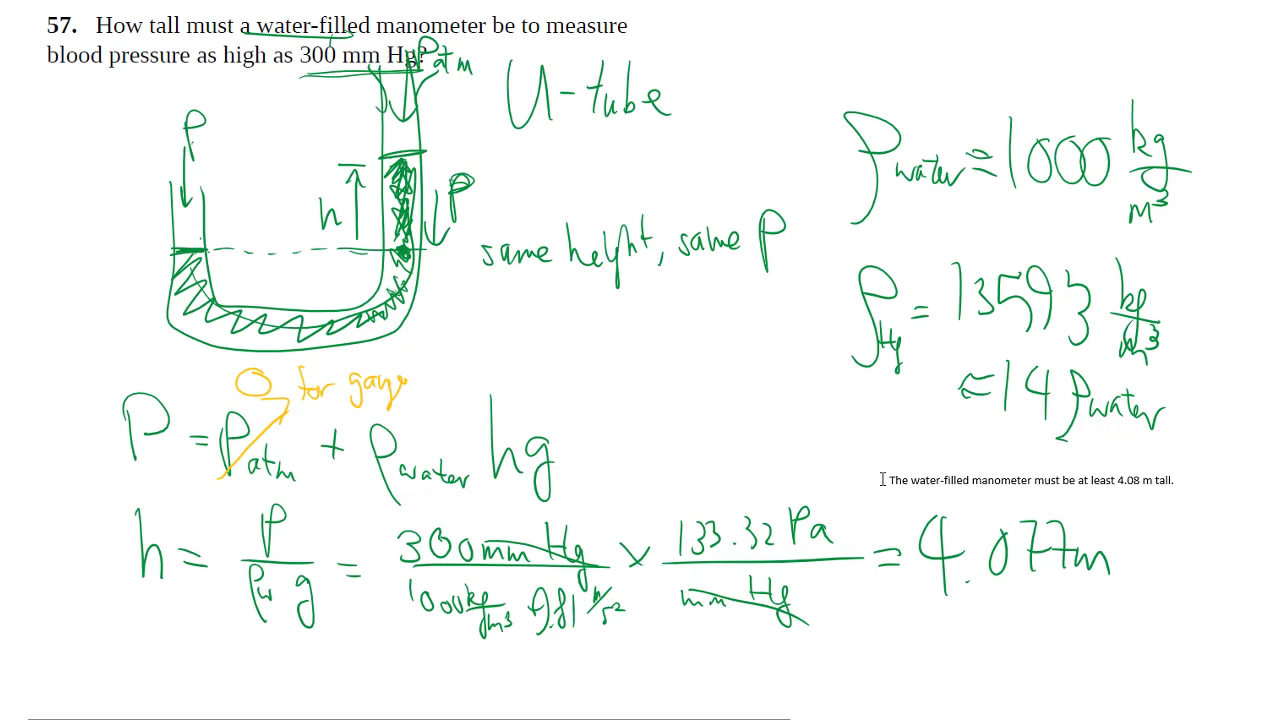 57. How tall must a water-filled manometer be to measure
blood pressure as high as 300 mm Hg?
Patm
U-tube
P
h
P
same height, same P
ρwater = 1000 kg/m³
ρHg = 13593 kg/m³
≈ 14 ρwater
0 for gauge
P = Patm + ρwater hg
The water-filled manometer must be at least 4.08 m tall.
h = P/ρw g = 300 mm Hg/1000 kg/m³ 9.81 m/s² × 133.32 Pa/mm Hg = 4.077m